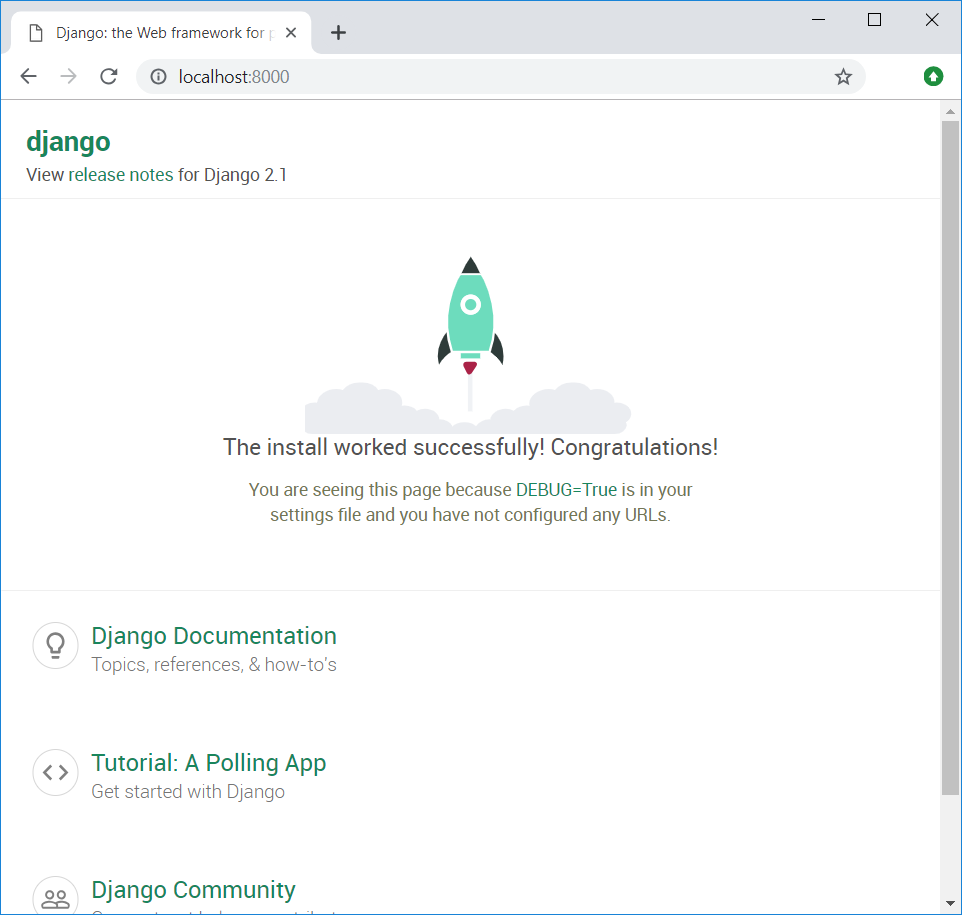 Django: the Web framework for p
localhost:8000
django
View release notes for Django 2.1
The install worked successfully! Congratulations!
You are seeing this page because DEBUG=True is in your
settings file and you have not configured any URLs.
Django Documentation
Topics, references, & how-to's
Tutorial: A Polling App
Get started with Django
Django Community